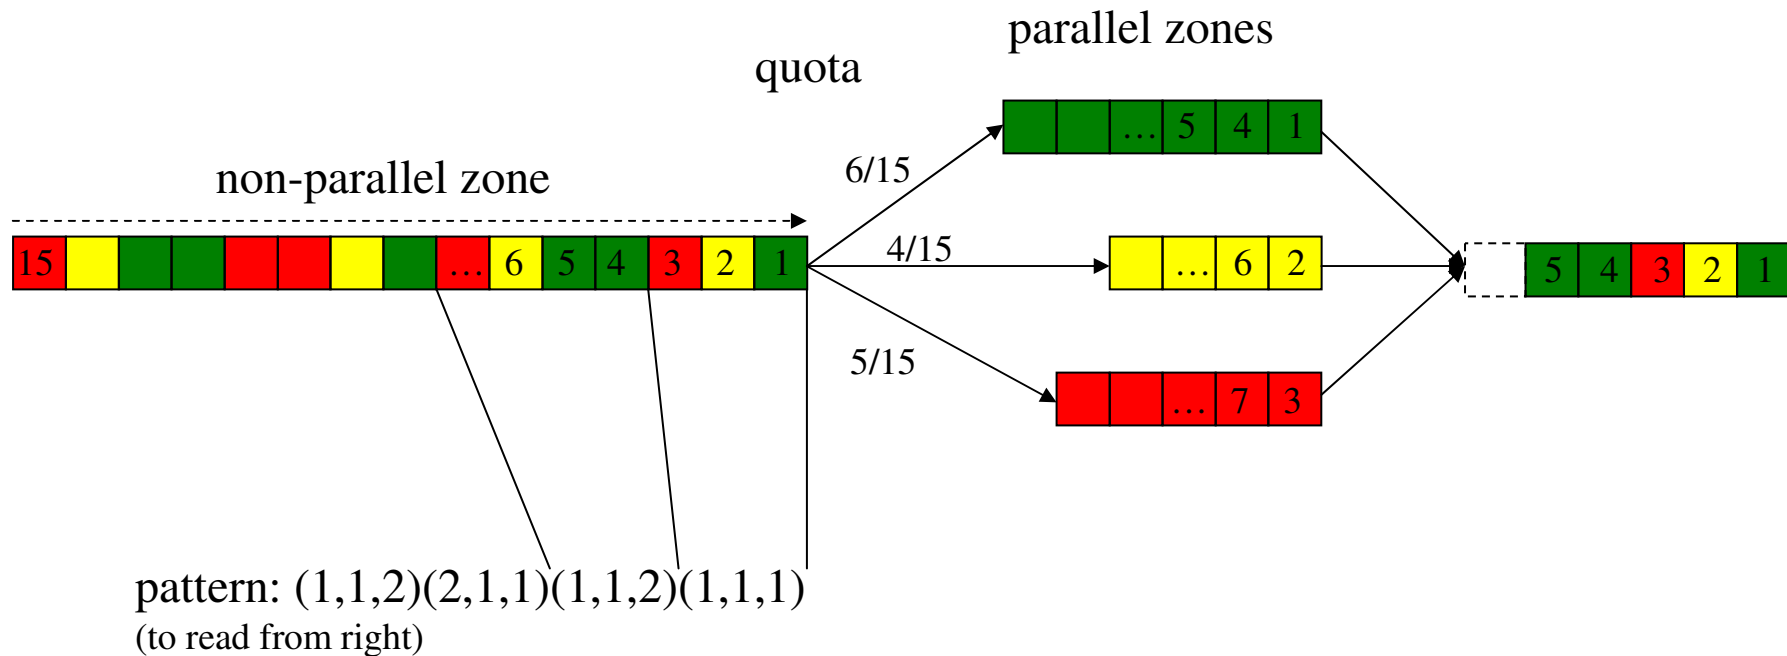 parallel zones
quota
… 5 4 1
6/15
non-parallel zone
15 … 6 5 4 3 2 1
4/15
… 6 2
5 4 3 2 1
5/15
… 7 3
pattern: (1,1,2)(2,1,1)(1,1,2)(1,1,1)
(to read from right)